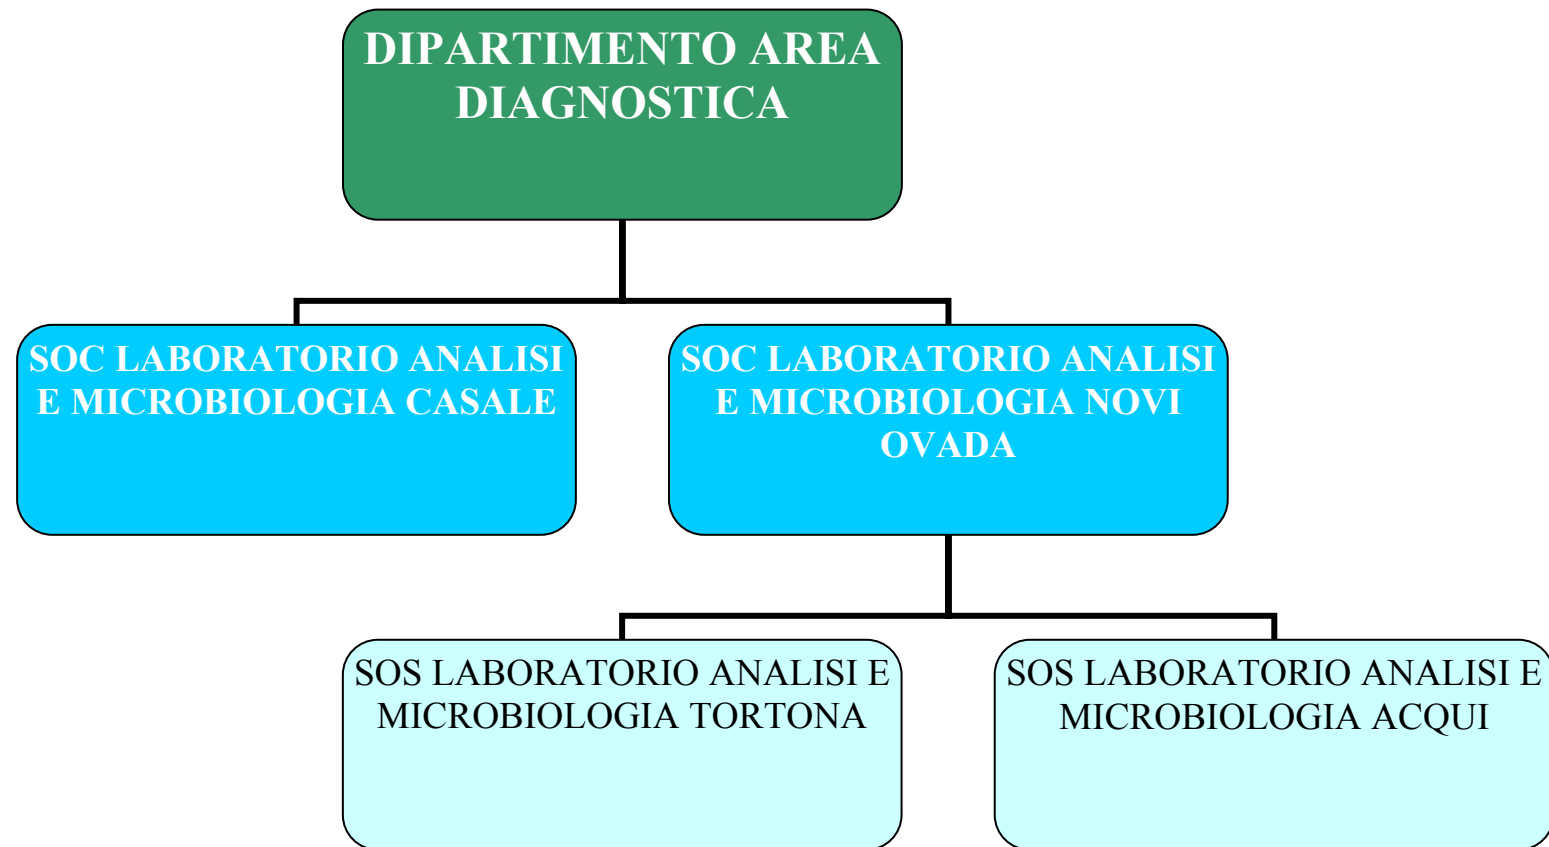 DIPARTIMENTO AREA
DIAGNOSTICA
SOC LABORATORIO ANALISI
E MICROBIOLOGIA CASALE
SOC LABORATORIO ANALISI
E MICROBIOLOGIA NOVI
OVADA
SOS LABORATORIO ANALISI E
MICROBIOLOGIA TORTONA
SOS LABORATORIO ANALISI E
MICROBIOLOGIA ACQUI